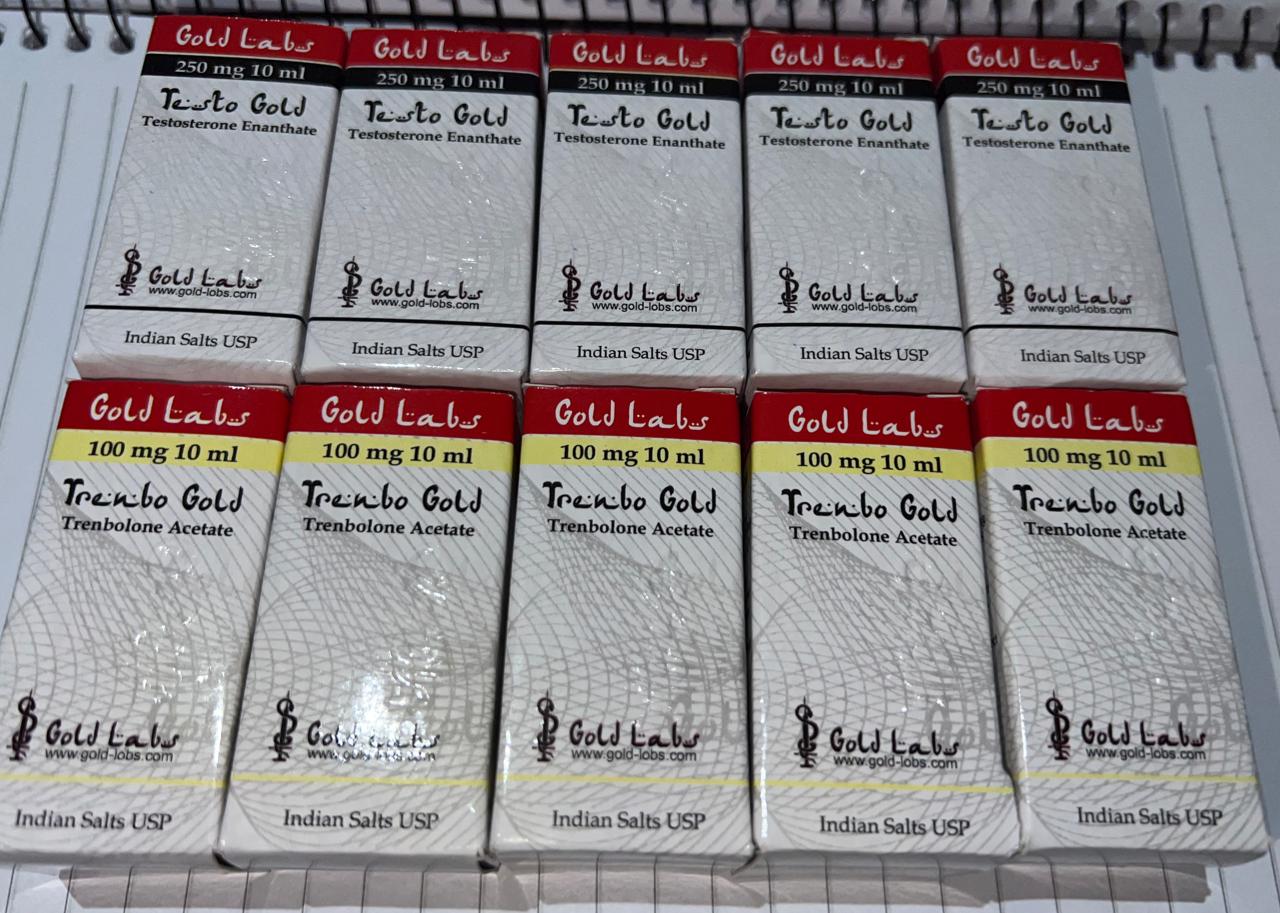 Gold Labs
250 mg 10 ml
Testo Gold
Testosterone Enanthate
Gold Labs
www.gold-lobs.com
Indian Salts USP
Gold Labs
250 mg 10 ml
Testo Gold
Testosterone Enanthate
Gold Labs
www.gold-lobs.com
Indian Salts USP
Gold Labs
250 mg 10 ml
Testo Gold
Testosterone Enanthate
Gold Labs
www.gold-lobs.com
Indian Salts USP
Gold Labs
250 mg 10 ml
Testo Gold
Testosterone Enanthate
Gold Labs
www.gold-lobs.com
Indian Salts USP
Gold Labs
250 mg 10 ml
Testo Gold
Testosterone Enanthate
Gold Labs
www.gold-lobs.com
Indian Salts USP
Gold Labs
100 mg 10 ml
Trenbo Gold
Trenbolone Acetate
Gold Labs
www.gold-lobs.com
Indian Salts USP
Gold Labs
100 mg 10 ml
Trenbo Gold
Trenbolone Acetate
Gold Labs
Indian Salts USP
Gold Labs
100 mg 10 ml
Trenbo Gold
Trenbolone Acetate
Gold Labs
www.gold-lobs.com
Indian Salts USP
Gold Labs
100 mg 10 ml
Trenbo Gold
Trenbolone Acetate
Gold Labs
www.gold-lobs.com
Indian Salts USP
Gold Labs
100 mg 10 ml
Trenbo Gold
Trenbolone Acetate
Gold Labs
www.gold-lobs.com
Indian Salts USP